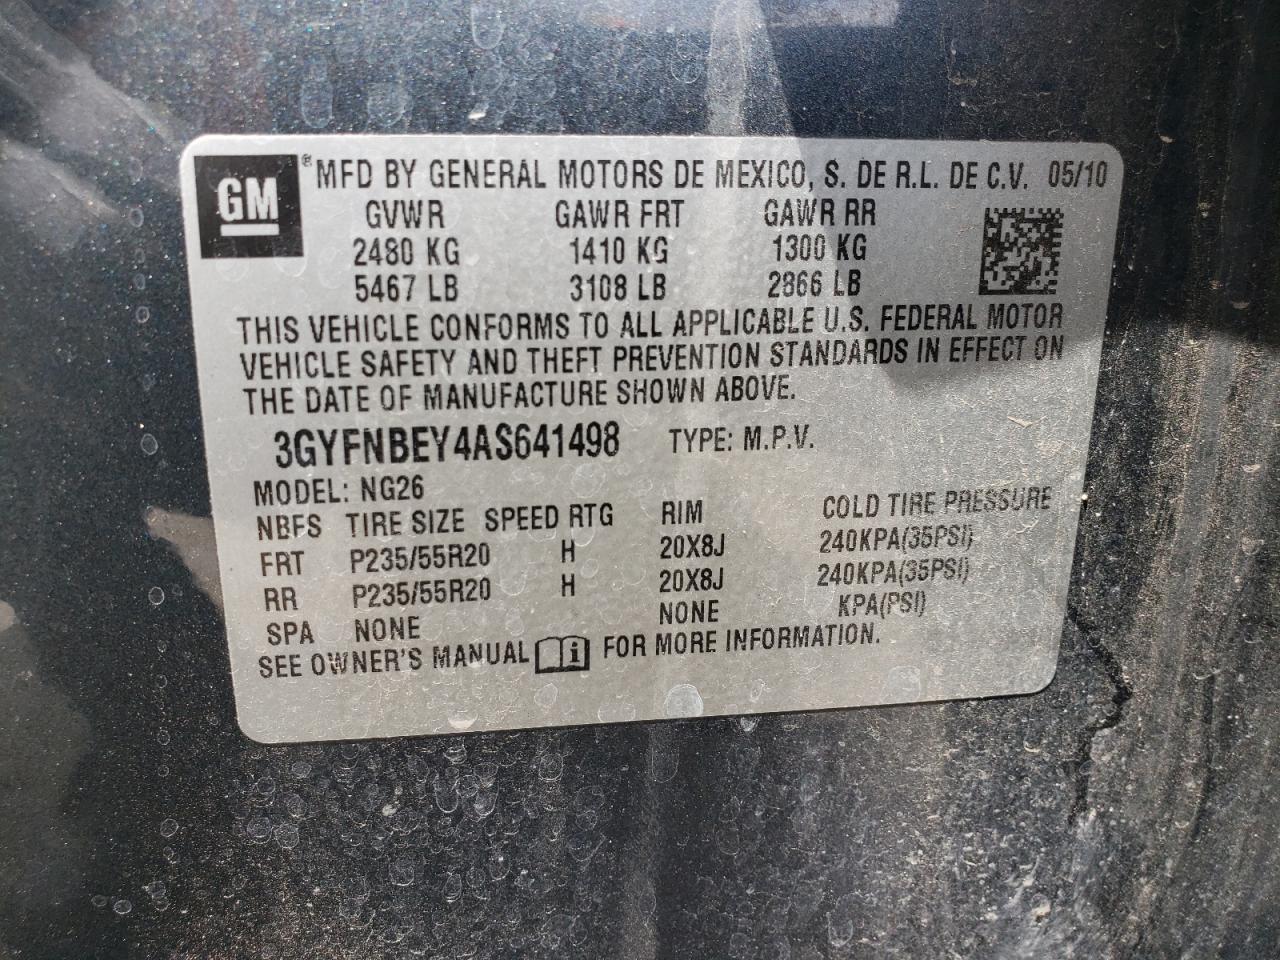 GM ® MFD BY GENERAL MOTORS DE MEXICO, S. DE R.L. DE C.V. 05/10
GVWR GAWR FRT GAWR RR
2480 KG 1410 KG 1300 KG
5467 LB 3108 LB 2866 LB
THIS VEHICLE CONFORMS TO ALL APPLICABLE U.S. FEDERAL MOTOR
VEHICLE SAFETY AND THEFT PREVENTION STANDARDS IN EFFECT ON
THE DATE OF MANUFACTURE SHOWN ABOVE.
3GYFNBEY4AS641498 TYPE: M.P.V.
MODEL: NG26
NBFS TIRE SIZE SPEED RTG RIM COLD TIRE PRESSURE
FRT P235/55R20 H 20X8J 240KPA(35PSI)
RR P235/55R20 H 20X8J 240KPA(35PSI)
SPA NONE NONE KPA(PSI)
SEE OWNER'S MANUAL i FOR MORE INFORMATION.